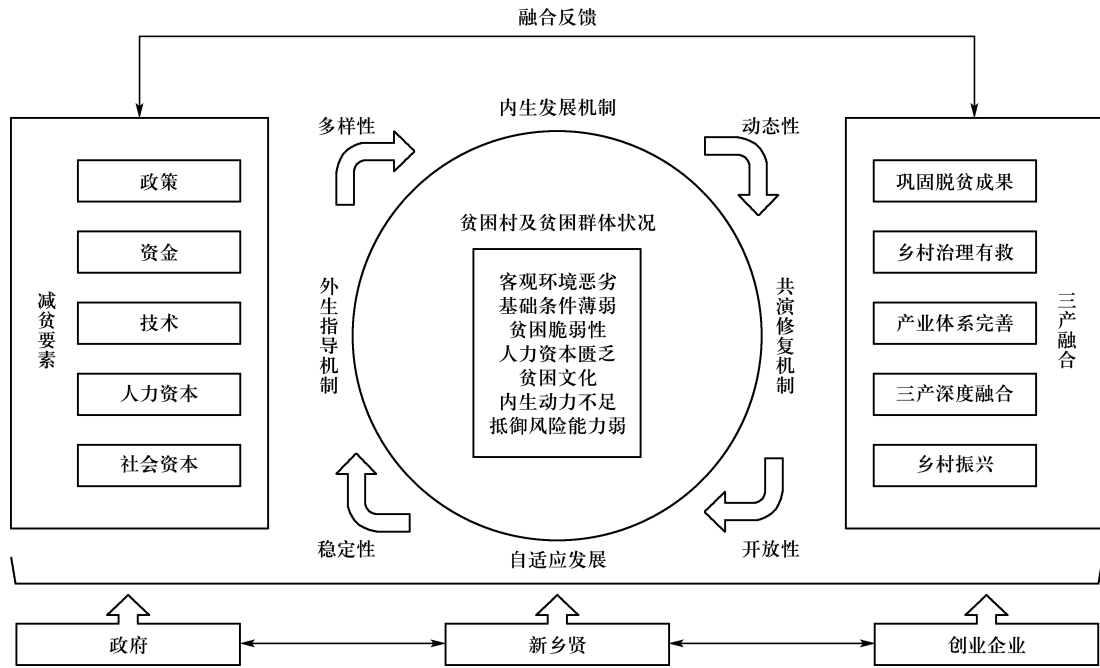 融合反馈
内生发展机制
多样性
动态性
减贫要素
政策
资金
技术
人力资本
社会资本
外生指导机制
贫困村及贫困群体状况
客观环境恶劣
基础条件薄弱
贫困脆弱性
人力资本匮乏
贫困文化
内生动力不足
抵御风险能力弱
共演修复机制
巩固脱贫成果
乡村治理有救
产业体系完善
三产深度融合
乡村振兴
三产融合
稳定性
自适应发展
开放性
政府
新乡贤
创业企业